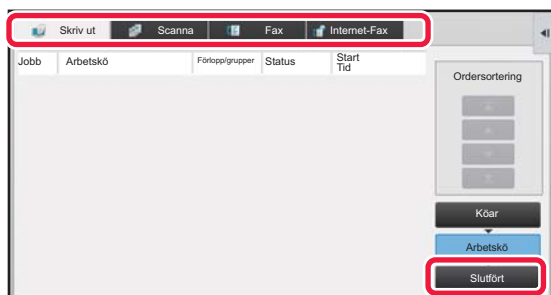 Skriv ut Scanna Fax Internet-Fax
Jobb Arbetskö Förlopp/grupper Status Start
Tid
Ordersortering
Köar
Arbetskö
Slutfört